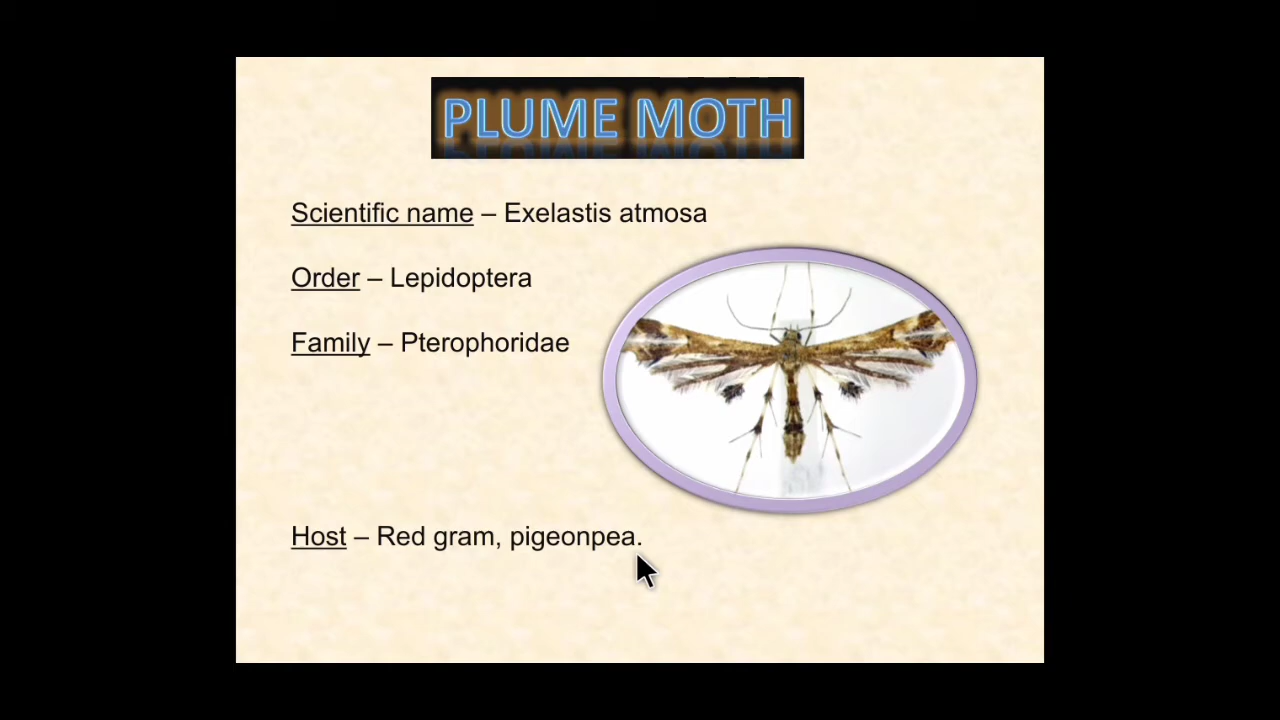 PLUME MOTH
Scientific name – Exelastis atmosa
Order – Lepidoptera
Family – Pterophoridae
Host – Red gram, pigeonpea.